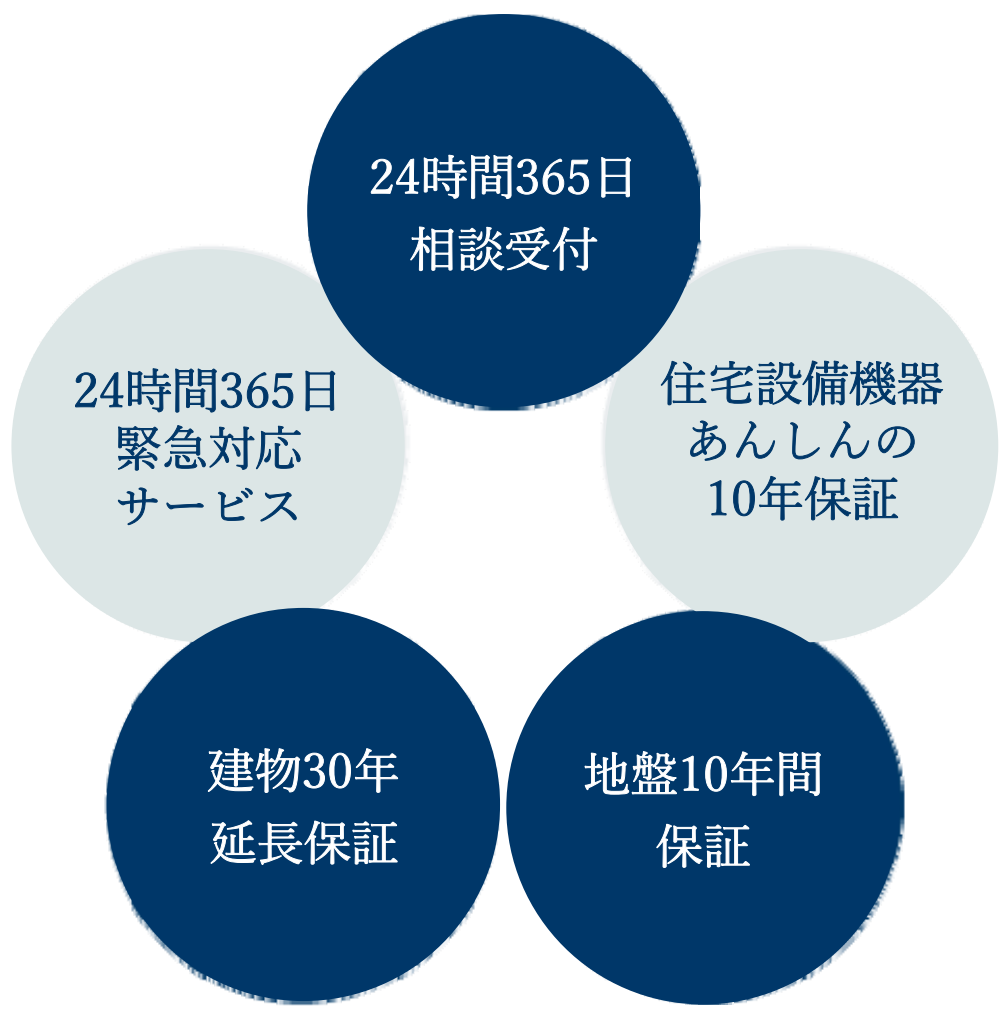 24時間365日
相談受付
24時間365日
緊急対応
サービス
住宅設備機器
あんしんの
10年保証
建物30年
延長保証
地盤10年間
保証